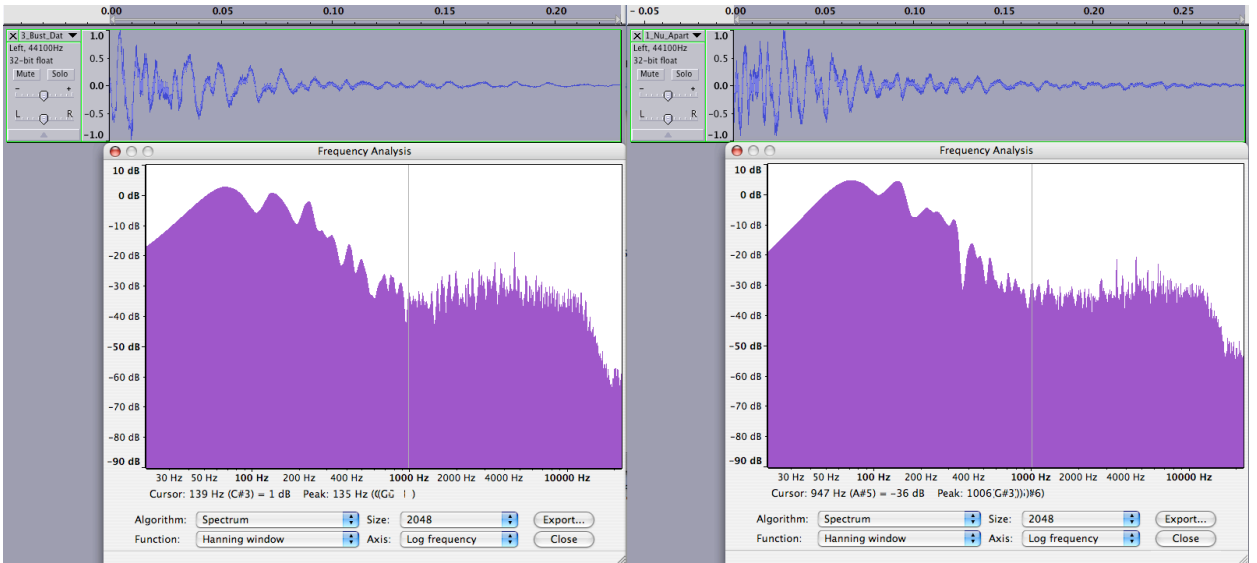 0.00 0.05 0.10 0.15 0.20
- 0.05 0.00 0.05 0.10 0.15 0.20 0.25
3_Bust_Dat
Left, 44100Hz
32-bit float
Mute Solo
- +
L R
1.0
0.5
0.0
-0.5
-1.0
1_Nu_Apart
Left, 44100Hz
32-bit float
Mute Solo
- +
L R
1.0
0.5
0.0
-0.5
-1.0
Frequency Analysis
10 dB
0 dB
-10 dB
-20 dB
-30 dB
-40 dB
-50 dB
-60 dB
-70 dB
-80 dB
-90 dB
30 Hz 50 Hz 100 Hz 200 Hz 400 Hz 1000 Hz 10000 Hz
Cursor: 139 Hz (C#3) = 1 dB Peak: 135 Hz
Algorithm: Spectrum Size: 2048 Export...
Function: Hanning window Axis: Log frequency Close
Frequency Analysis
10 dB
0 dB
-10 dB
-20 dB
-30 dB
-40 dB
-50 dB
-60 dB
-70 dB
-80 dB
-90 dB
30 Hz 50 Hz 100 Hz 200 Hz 400 Hz 1000 Hz 10000 Hz
Cursor: 947 Hz (A#5) = -36 dB Peak: 1006
Algorithm: Spectrum Size: 2048 Export...
Function: Hanning window Axis: Log frequency Close